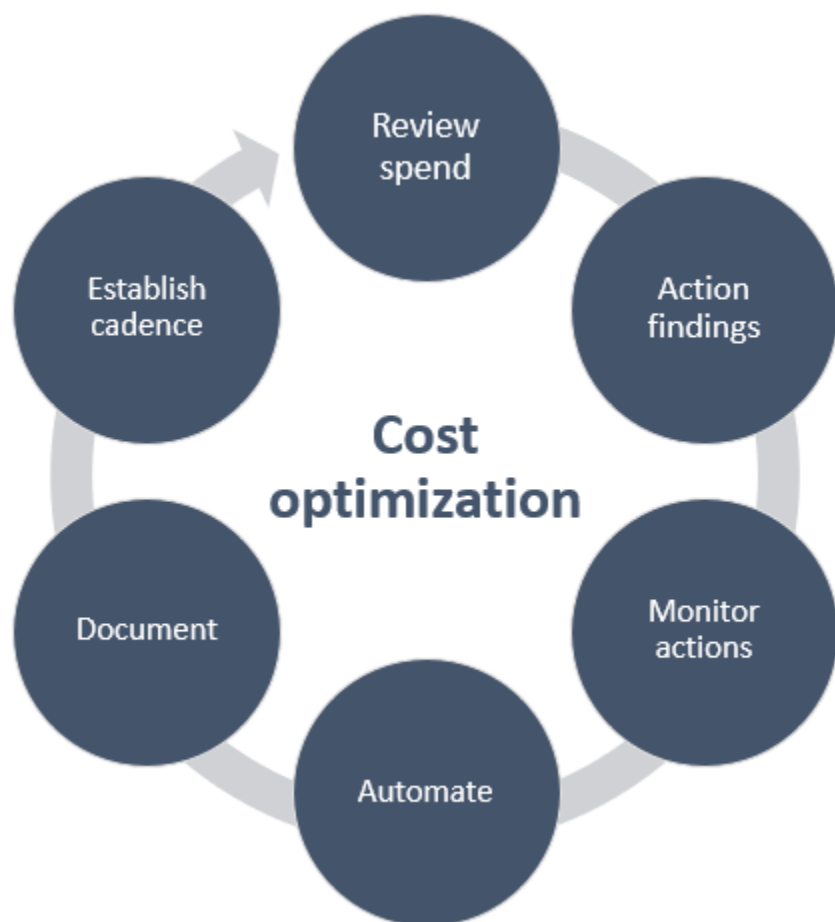 Review
spend
Action
findings
Monitor
actions
Automate
Document
Establish
cadence
Cost
optimization